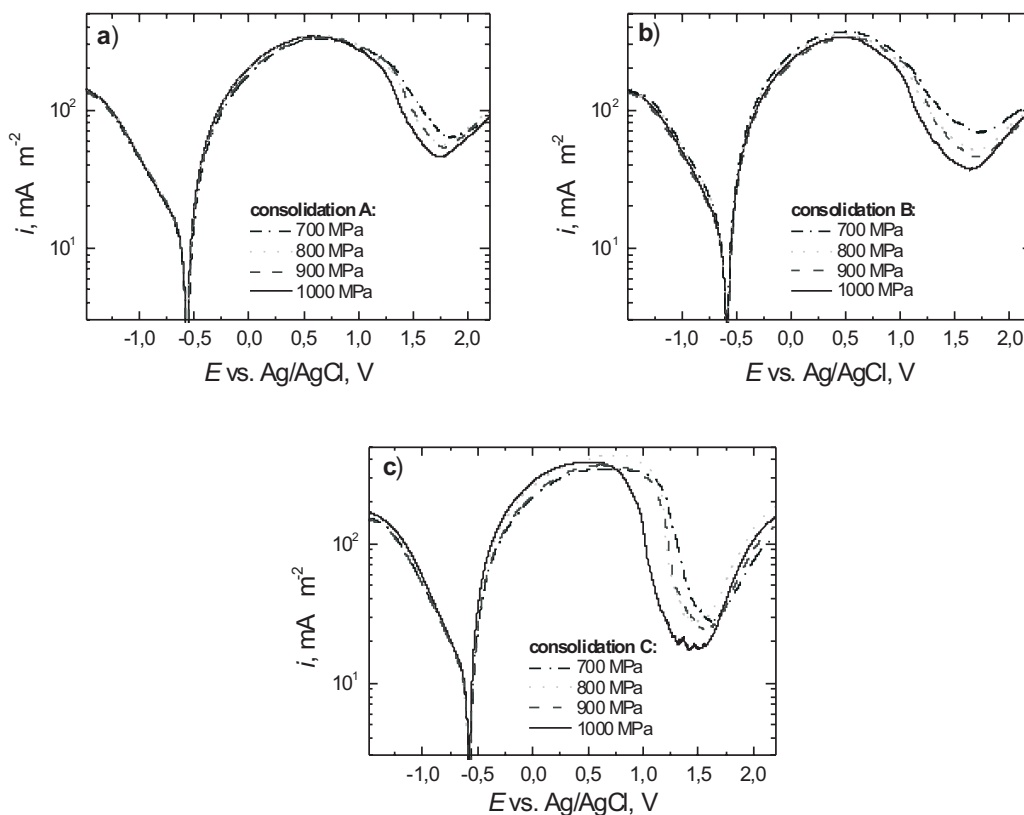 a)
i, mA m-2
10²
10¹
consolidation A:
700 MPa
800 MPa
900 MPa
1000 MPa
-1,0 -0,5 0,0 0,5 1,0 1,5 2,0
E vs. Ag/AgCl, V
b)
i, mA m-2
10²
10¹
consolidation B:
700 MPa
800 MPa
900 MPa
1000 MPa
-1,0 -0,5 0,0 0,5 1,0 1,5 2,0
E vs. Ag/AgCl, V
c)
i, mA m-2
10²
10¹
consolidation C:
700 MPa
800 MPa
900 MPa
1000 MPa
-1,0 -0,5 0,0 0,5 1,0 1,5 2,0
E vs. Ag/AgCl, V